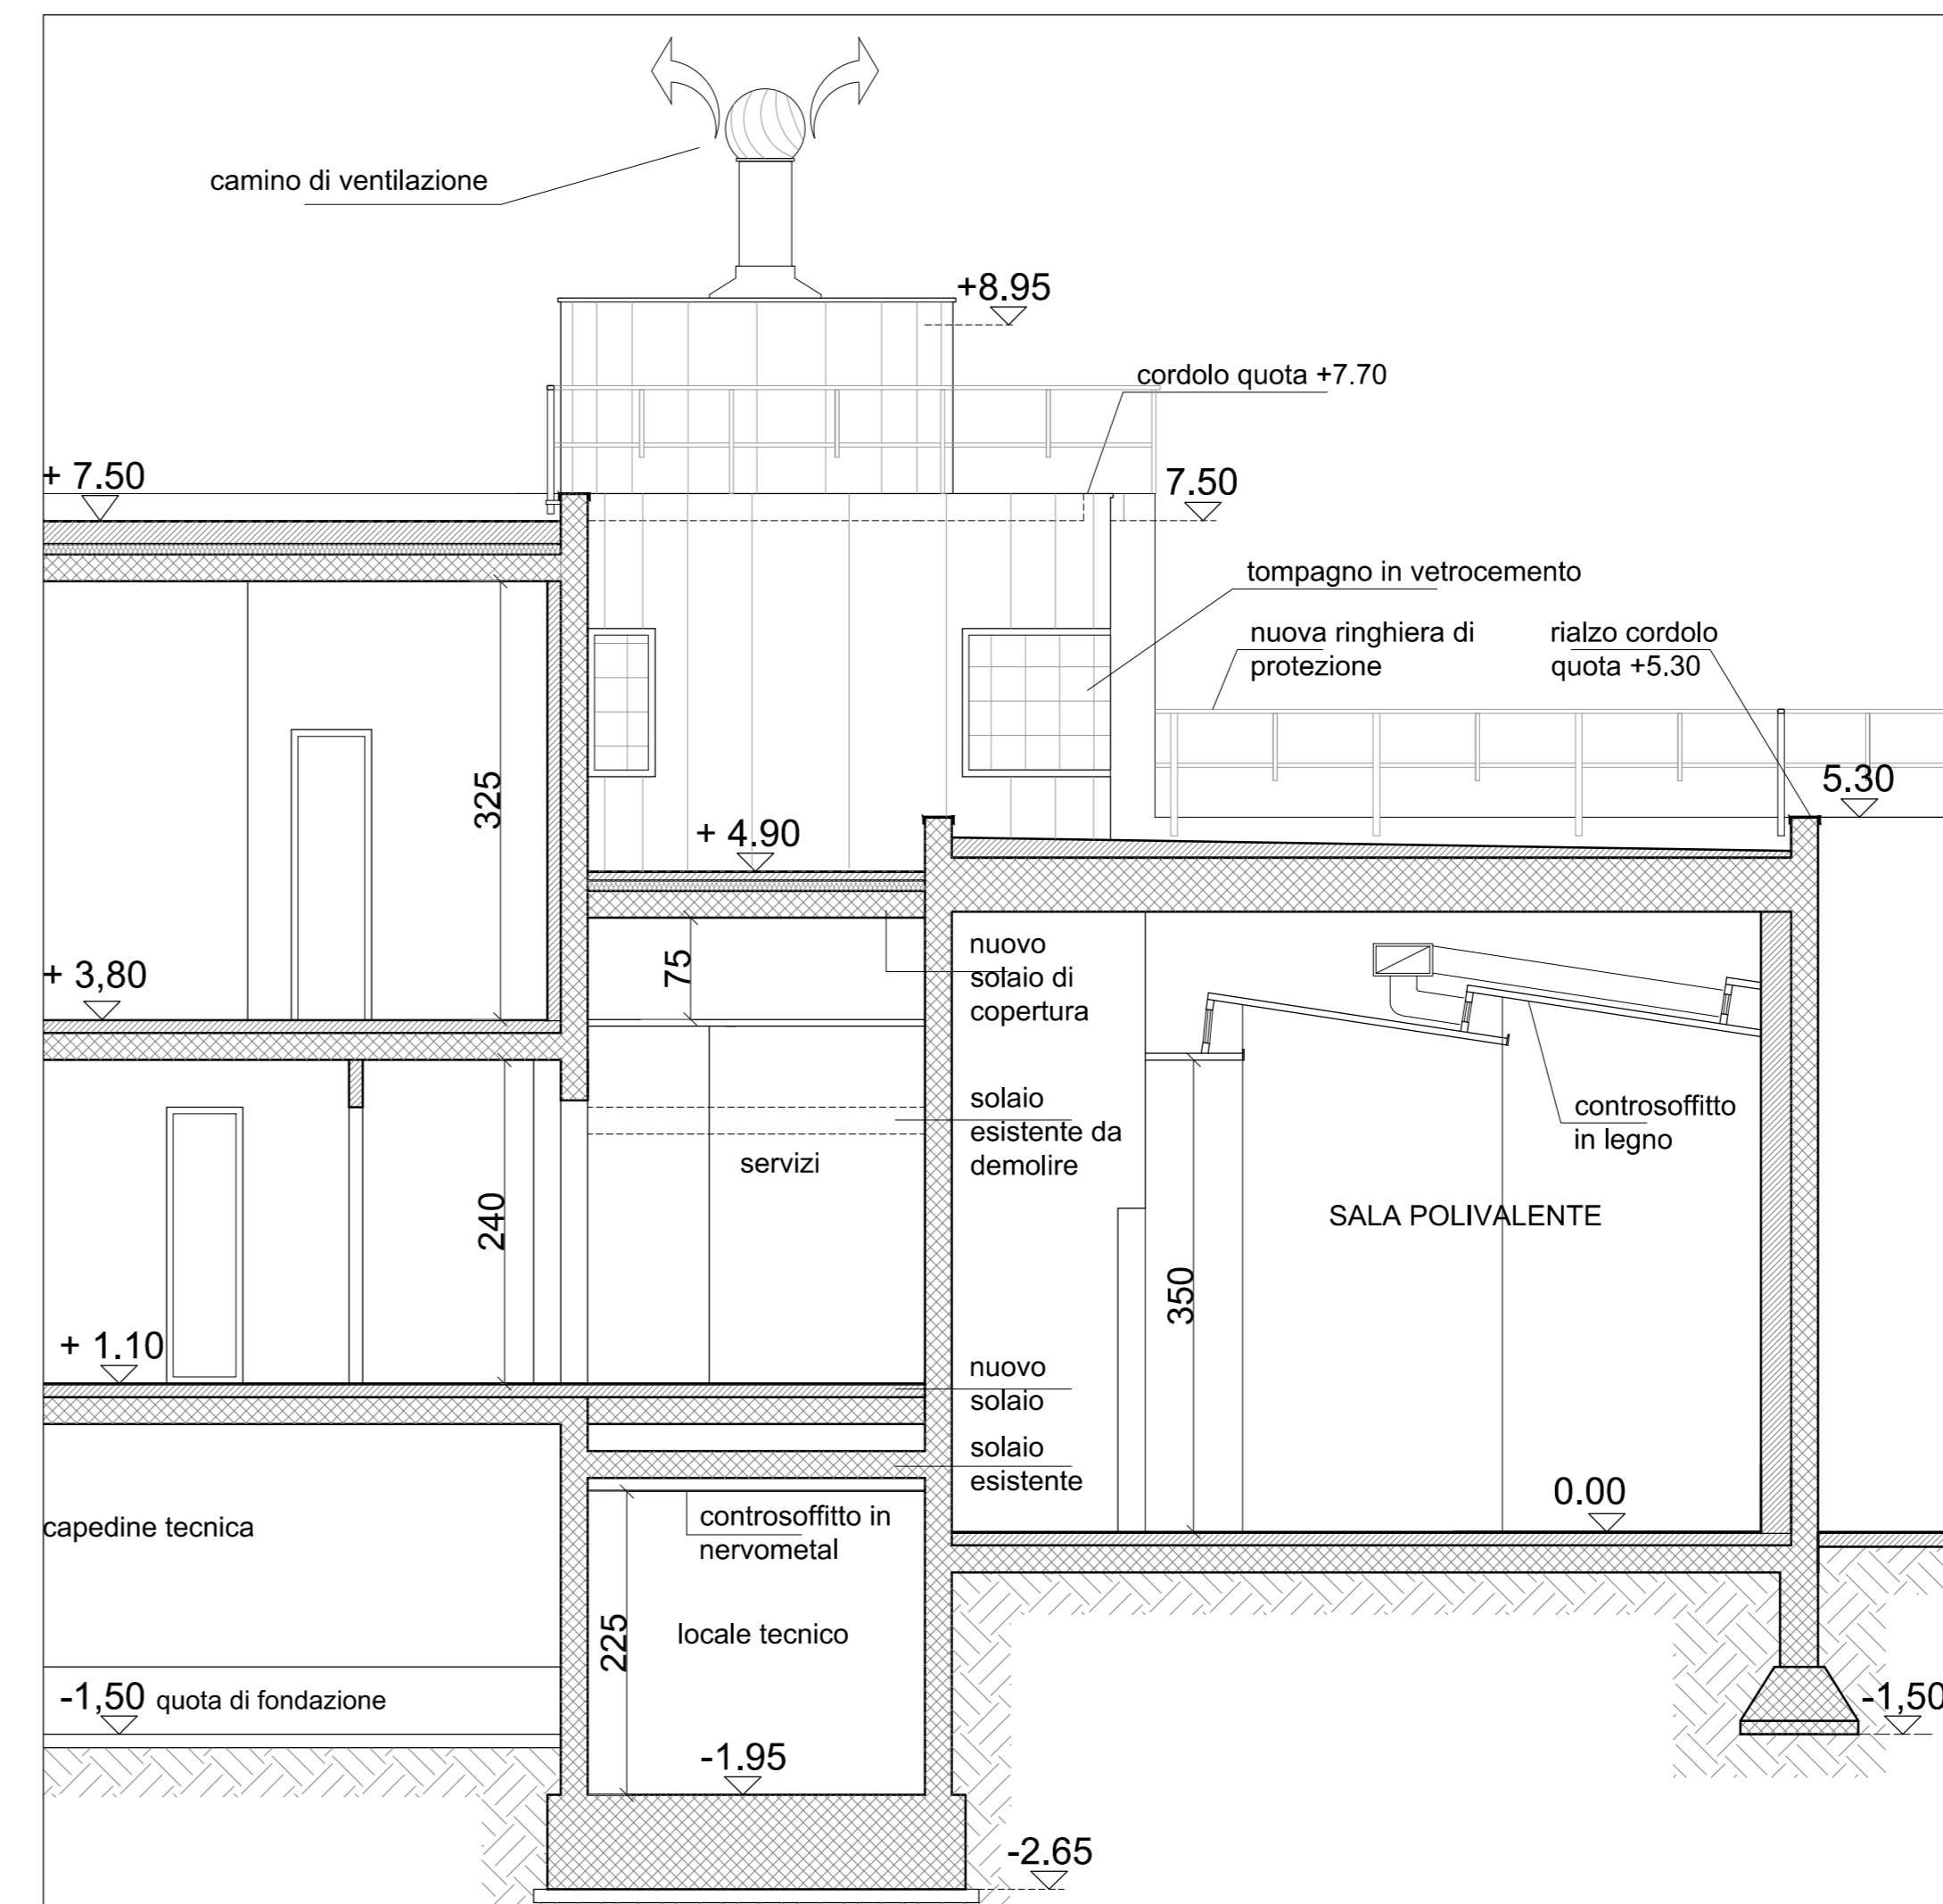 camino di ventilazione
+8.95
cordolo quota +7.70
+ 7.50
7.50
tompagno in vetrocemento
nuova ringhiera di
protezione
rialzo cordolo
quota +5.30
325
5.30
+ 4.90
75
nuovo
solaio di
copertura
+ 3,80
solaio
esistente da
demolire
controsoffitto
in legno
servizi
240
SALA POLIVALENTE
350
+ 1.10
nuovo
solaio
solaio
esistente
0.00
capedine tecnica
controsoffitto in
nervometal
225
locale tecnico
-1,50 quota di fondazione
-1,50
-1.95
-2.65